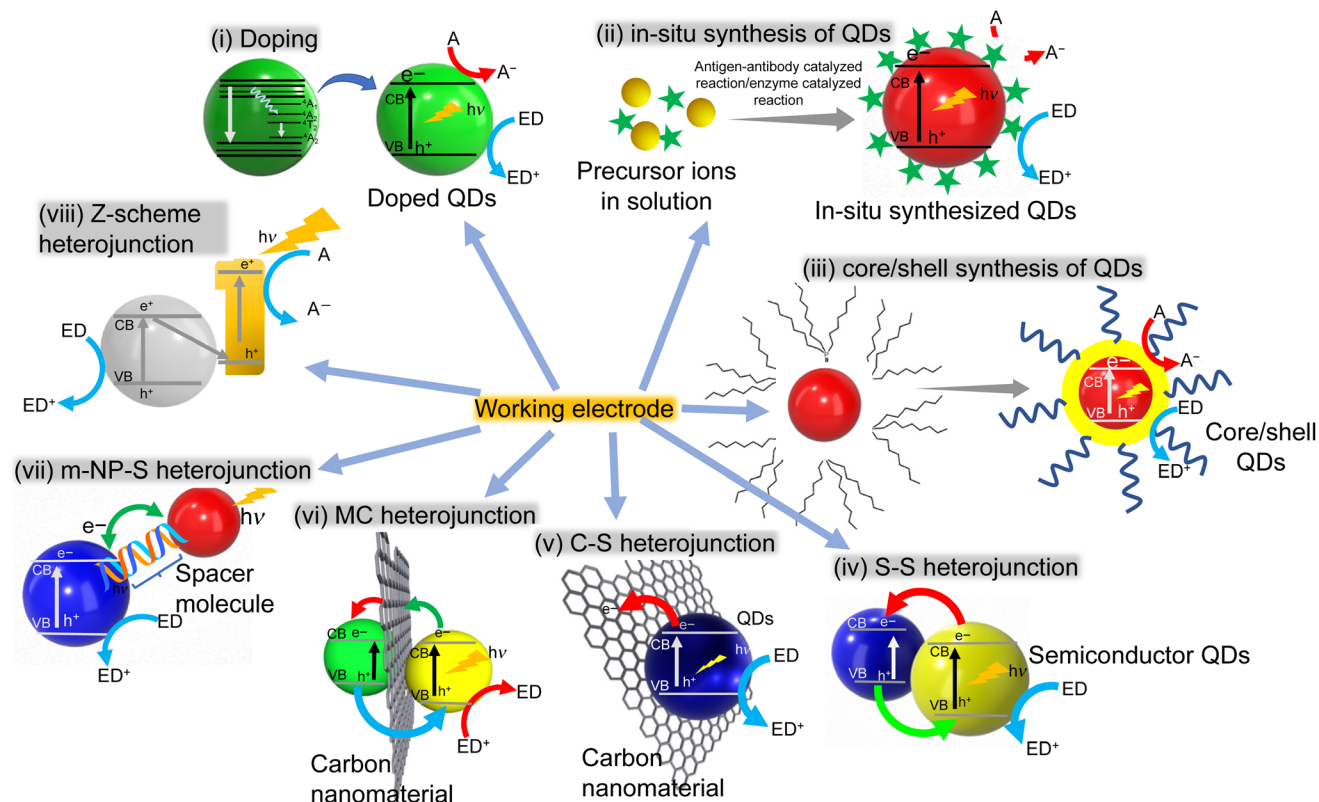 (i) Doping
⁴A₁
⁴A₂
⁴T₂
⁴A₂
A
A⁻
e−
CB
hν
VB
h⁺
ED
ED⁺
Doped QDs
(ii) in-situ synthesis of QDs
Antigen-antibody catalyzed
reaction/enzyme catalyzed
reaction
Precursor ions
in solution
A
A⁻
e−
CB
hν
VB
h⁺
ED
ED⁺
In-situ synthesized QDs
(viii) Z-scheme
heterojunction
hν
A
A⁻
e⁺
h⁺
e⁺
CB
VB
h⁺
ED
ED⁺
(iii) core/shell synthesis of QDs
A
A⁻
e−
CB
VB
h⁺
ED
ED⁺
Core/shell
QDs
Working electrode
(vii) m-NP-S heterojunction
hν
e−
e−
CB
hν
VB
h⁺
Spacer
molecule
ED
ED⁺
(vi) MC heterojunction
CB
e−
VB
h⁺
e−
CB
hν
VB
h⁺
ED
ED⁺
Carbon
nanomaterial
(v) C-S heterojunction
e−
QDs
e−
CB
hν
VB
h⁺
ED
ED⁺
Carbon
nanomaterial
(iv) S-S heterojunction
CB
e−
VB
h⁺
e−
CB
hν
VB
h⁺
Semiconductor QDs
ED
ED⁺